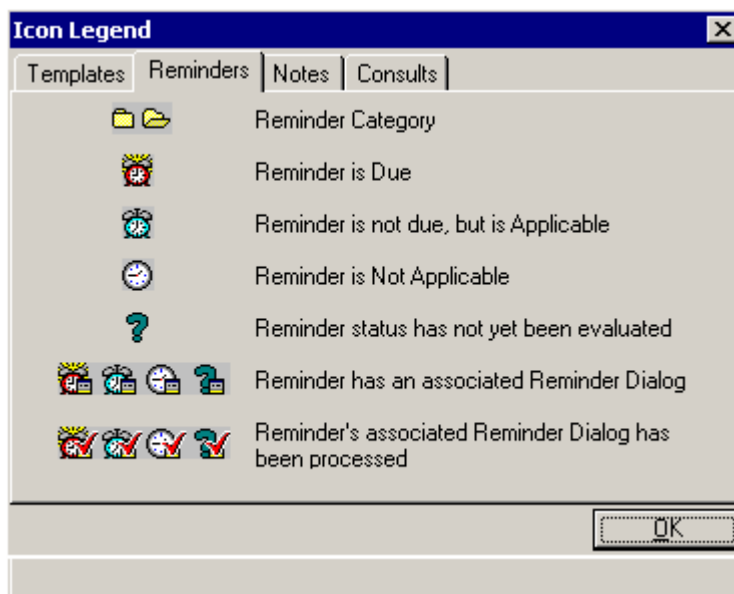 Icon Legend
Templates Reminders Notes Consults
Reminder Category
Reminder is Due
Reminder is not due, but is Applicable
Reminder is Not Applicable
Reminder status has not yet been evaluated
Reminder has an associated Reminder Dialog
Reminder's associated Reminder Dialog has
been processed
OK